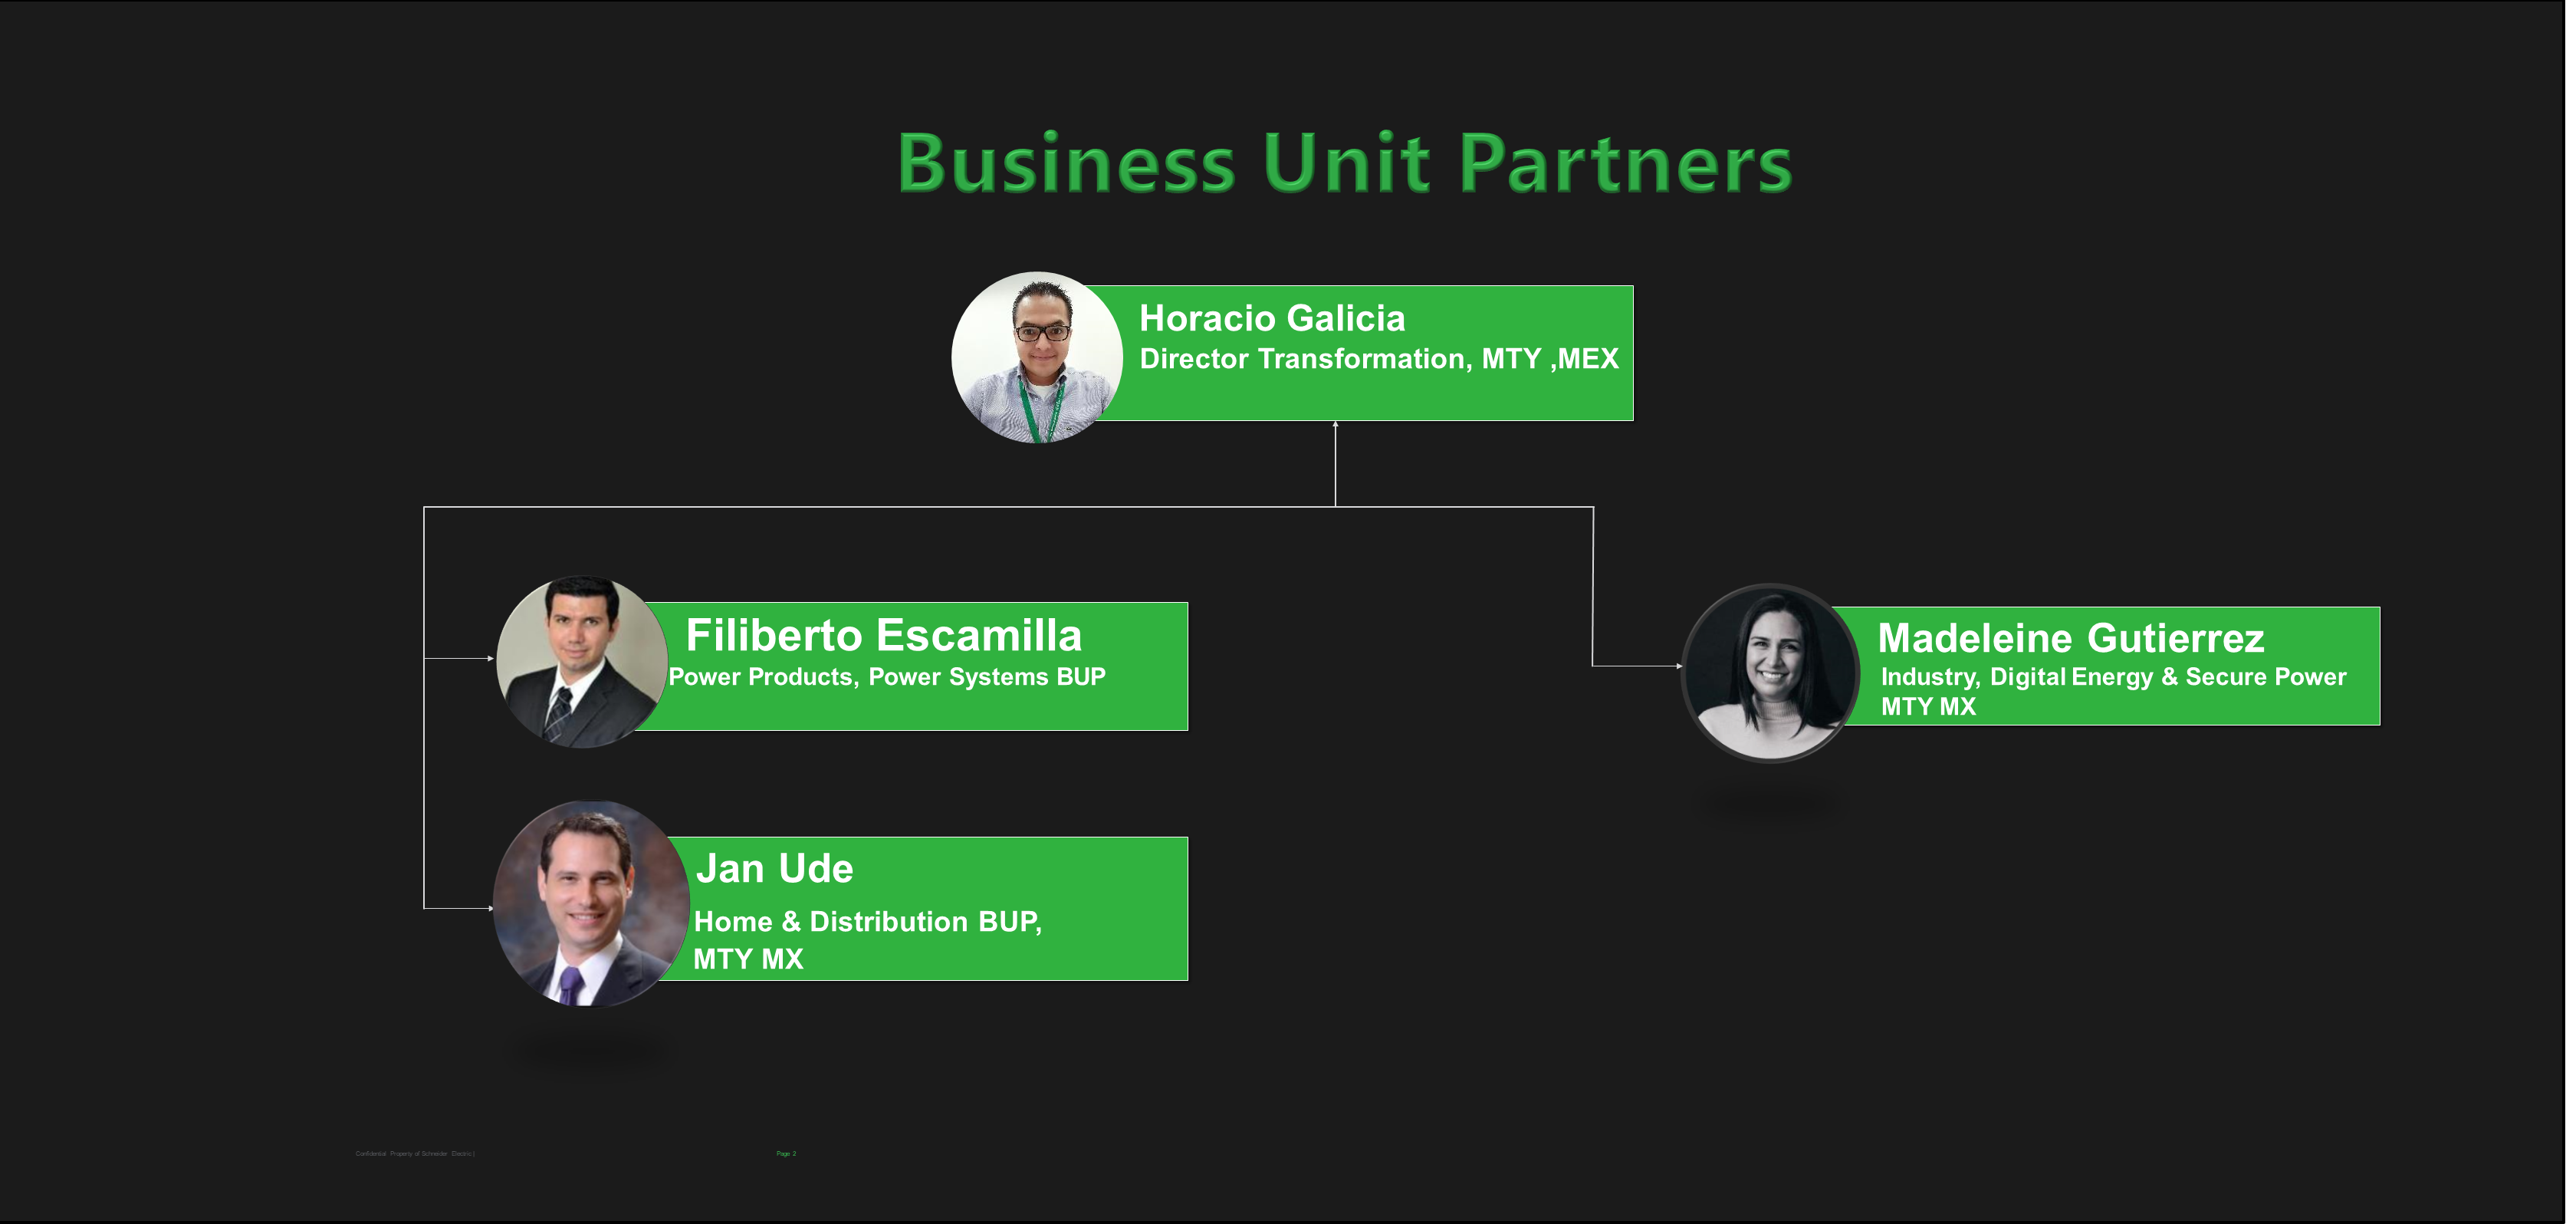 Business Unit Partners
Horacio Galicia
Director Transformation, MTY ,MEX
Filiberto Escamilla
Power Products, Power Systems BUP
Madeleine Gutierrez
Industry, Digital Energy & Secure Power
MTY MX
Jan Ude
Home & Distribution BUP,
MTY MX
Confidential Property of Schneider Electric |
Page 2